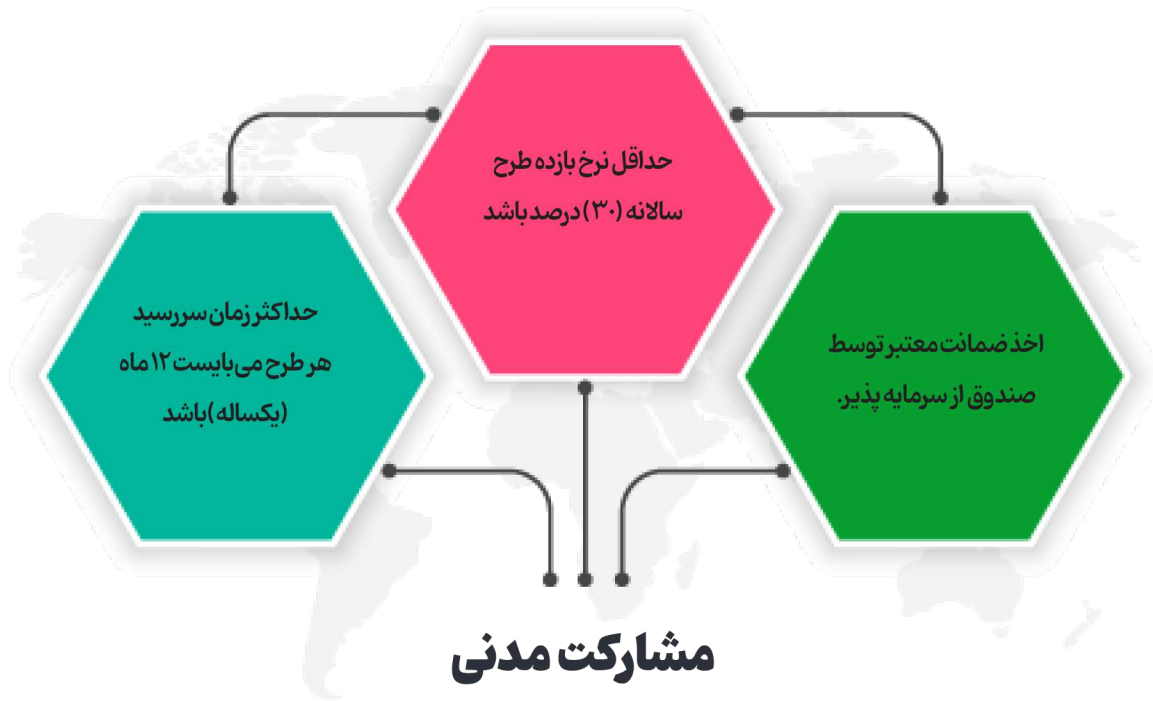 حداقل نرخ بازده طرح
سالانه (۳۰) درصد باشد
اخذ ضمانت معتبر توسط
صندوق از سرمایه پذیر.
حداکثر زمان سررسید
هر طرح می‌بایست ۱۲ ماه
(یکساله) باشد
مشارکت مدنی